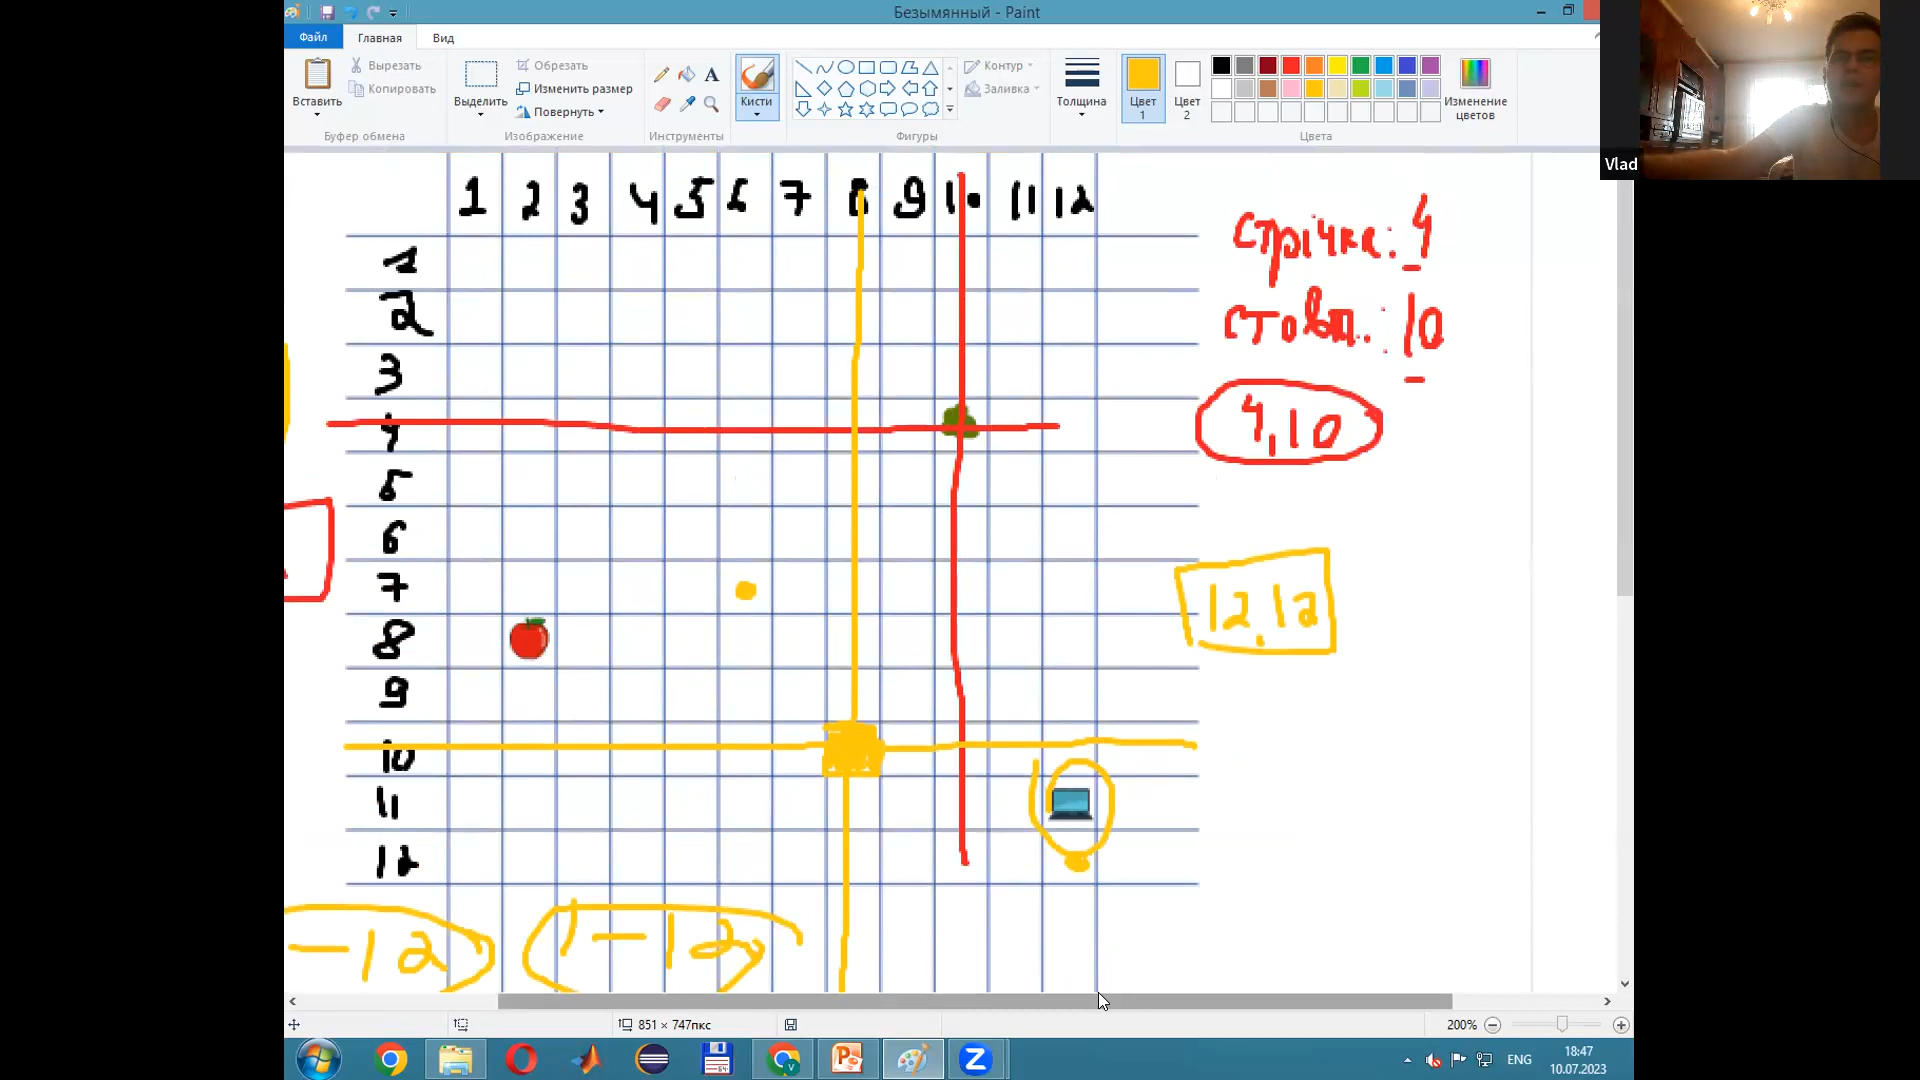 Безымянный - Paint
Файл Главная Вид
Вставить
Вырезать
Копировать
Буфер обмена
Выделить
Обрезать
Изменить размер
Повернуть
Изображение
Инструменты
Кисти
Контур
Заливка
Фигуры
Толщина
Цвет 1
Цвет 2
Изменение цветов
Цвета
Vlad
1 2 3 4 5 6 7 8 9 10 11 12
1
2
3
4
5
6
7
8
9
10
11
12
стрічка: 4
стовп.: 10
4,10
12,12
-12
1-12
851 × 747пкс
200%
ENG
18:47
10.07.2023